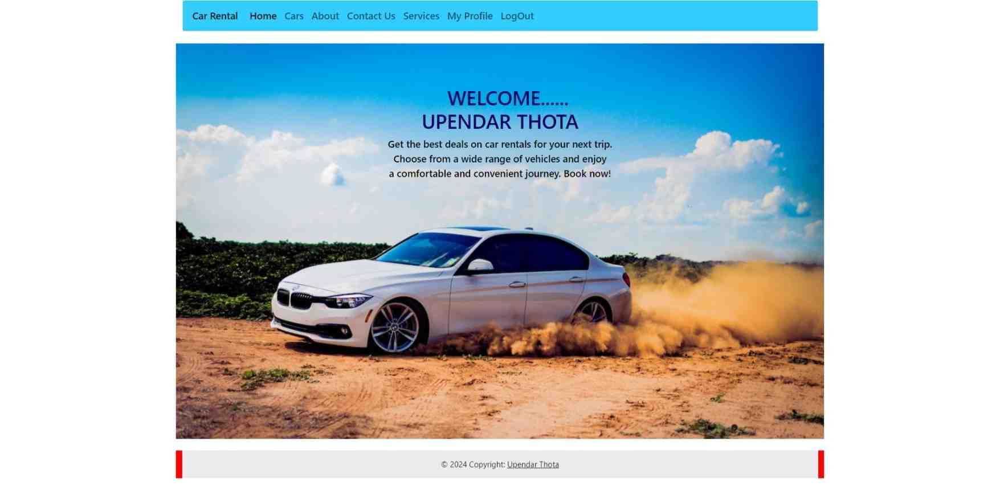 Car Rental Home Cars About Contact Us Services My Profile LogOut
WELCOME......
UPENDAR THOTA
Get the best deals on car rentals for your next trip.
Choose from a wide range of vehicles and enjoy
a comfortable and convenient journey. Book now!
© 2024 Copyright: Upendar Thota